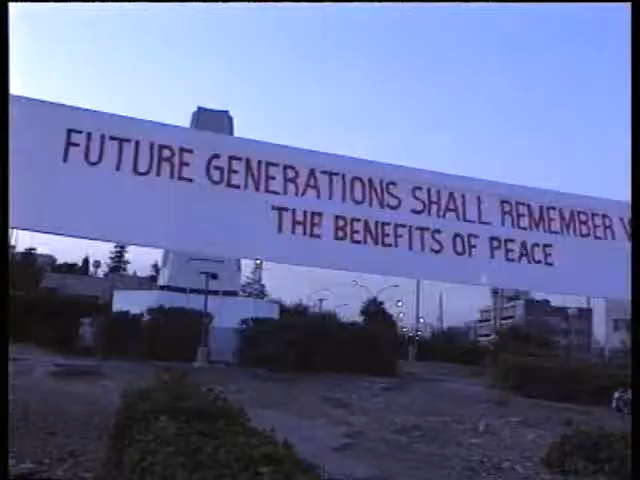 FUTURE GENERATIONS SHALL REMEMBER
THE BENEFITS OF PEACE